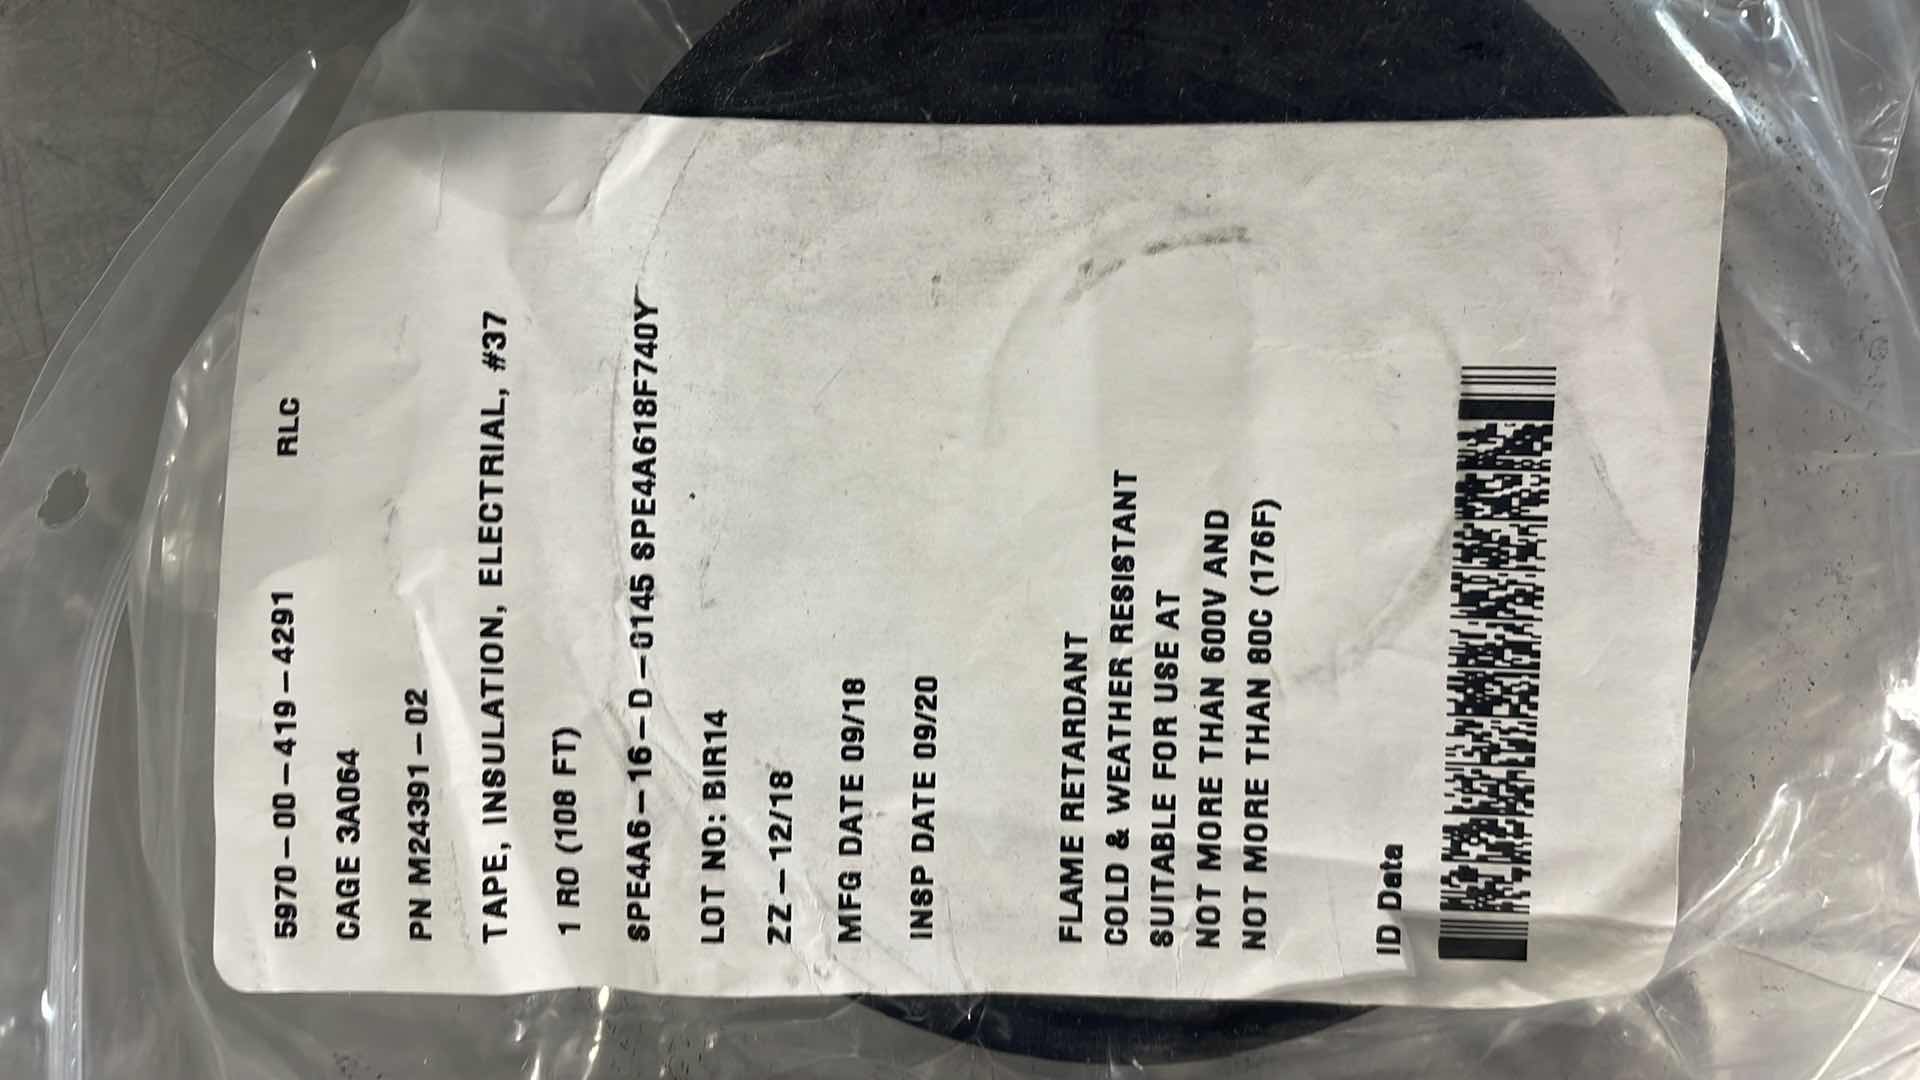 5970-00-419-4291 RLC
CAGE 3A064
PN M24391-02
TAPE, INSULATION, ELECTRIAL, #37
1 RO (108 FT)
SPE4A6-16-D-0145 SPE4A618F740Y
LOT NO: BIR14
ZZ-12/18
MFG DATE 09/18
INSP DATE 09/20
FLAME RETARDANT
COLD & WEATHER RESISTANT
SUITABLE FOR USE AT
NOT MORE THAN 600V AND
NOT MORE THAN 80C (176F)
ID Data